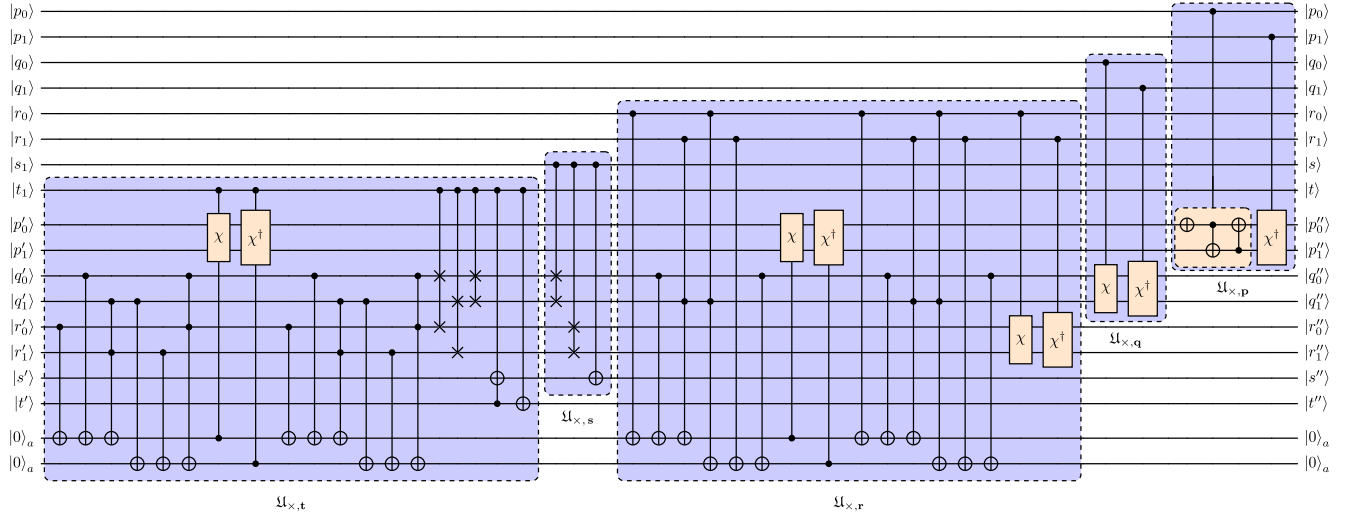 |p₀⟩ |p₀⟩
|p₁⟩ |p₁⟩
|q₀⟩ |q₀⟩
|q₁⟩ |q₁⟩
|r₀⟩ |r₀⟩
|r₁⟩ |r₁⟩
|s₁⟩ |s⟩
|t₁⟩ |t⟩
|p′₀⟩ χ χ† χ χ† χ† |p″₀⟩
|p′₁⟩ |p″₁⟩
|q′₀⟩ χ χ† |q″₀⟩
𝔘×,𝐩
|q′₁⟩ |q″₁⟩
|r′₀⟩ χ χ† |r″₀⟩
𝔘×,𝐪
|r′₁⟩ |r″₁⟩
|s′⟩ |s″⟩
|t′⟩ |t″⟩
𝔘×,𝐬
|0⟩ₐ |0⟩ₐ
|0⟩ₐ |0⟩ₐ
𝔘×,𝐭 𝔘×,𝐫